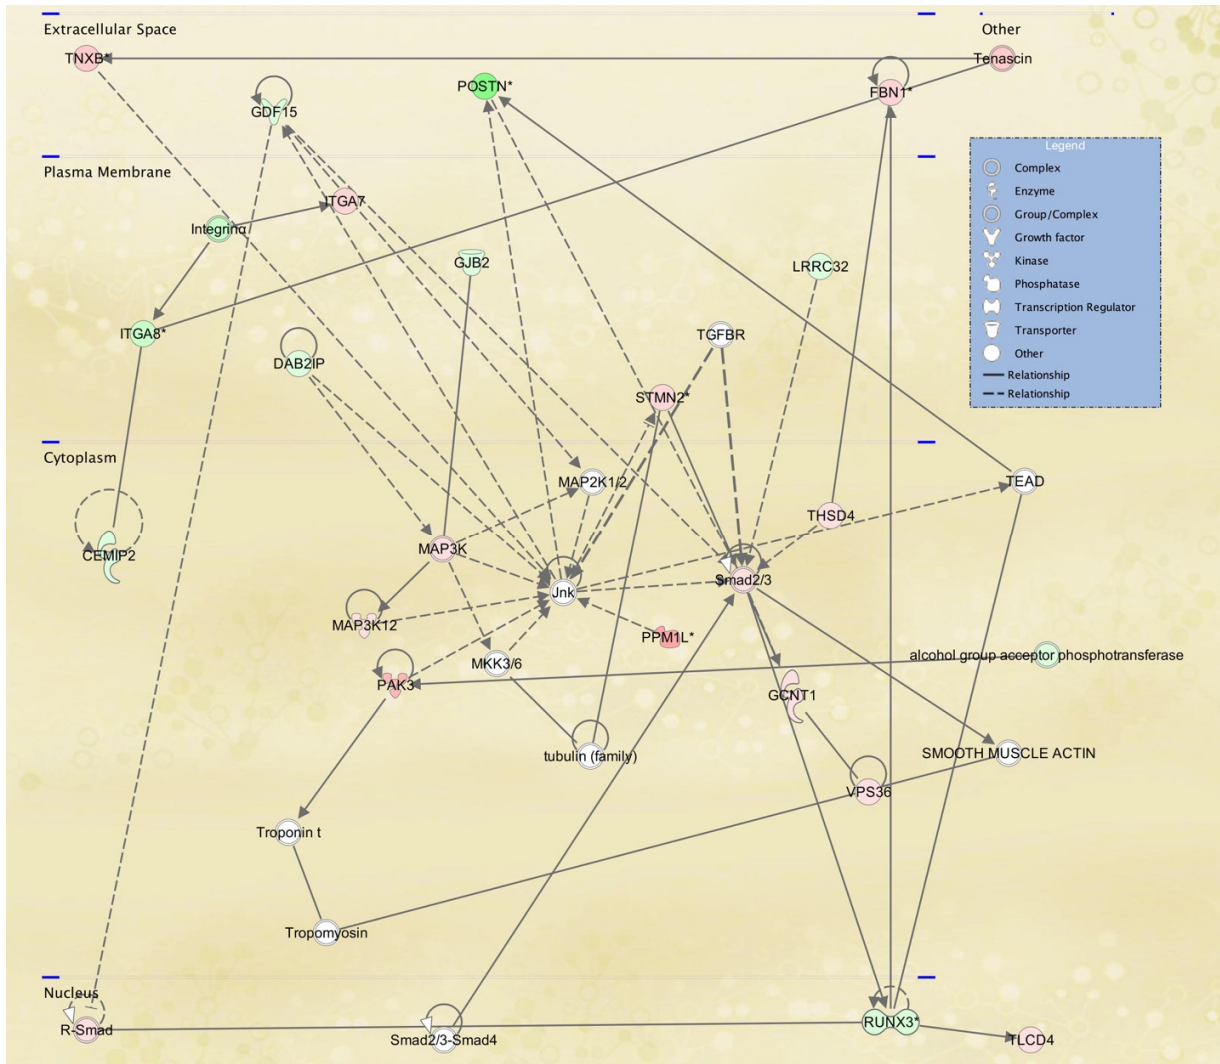 Extracellular Space
Other
TNXB*
Tenascin
POSTN*
FBN1*
GDF15
Legend
Complex
Enzyme
Group/Complex
Growth factor
Kinase
Phosphatase
Transcription Regulator
Transporter
Other
Relationship
Relationship
Plasma Membrane
ITGA7
Integrinα
GJB2
LRRC32
ITGA8*
TGFBR
DAB2IP
STMN2*
Cytoplasm
MAP2K1/2
TEAD
THSD4
MAP3K
CEMIP2
Smad2/3
Jnk
MAP3K12
PPM1L*
alcohol group acceptor phosphotransferase
MKK3/6
PAK3
GCNT1
tubulin (family)
SMOOTH MUSCLE ACTIN
VPS36
Troponin t
Tropomyosin
Nucleus
R-Smad
RUNX3*
Smad2/3-Smad4
TLCD4